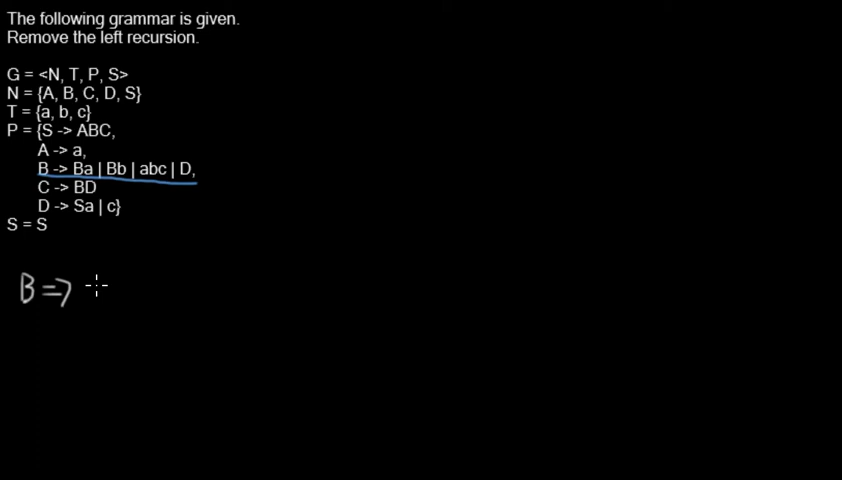 The following grammar is given.
Remove the left recursion.
G = <N, T, P, S>
N = {A, B, C, D, S}
T = {a, b, c}
P = {S -> ABC,
A -> a,
B -> Ba | Bb | abc | D,
C -> BD
D -> Sa | c}
S = S
B =>